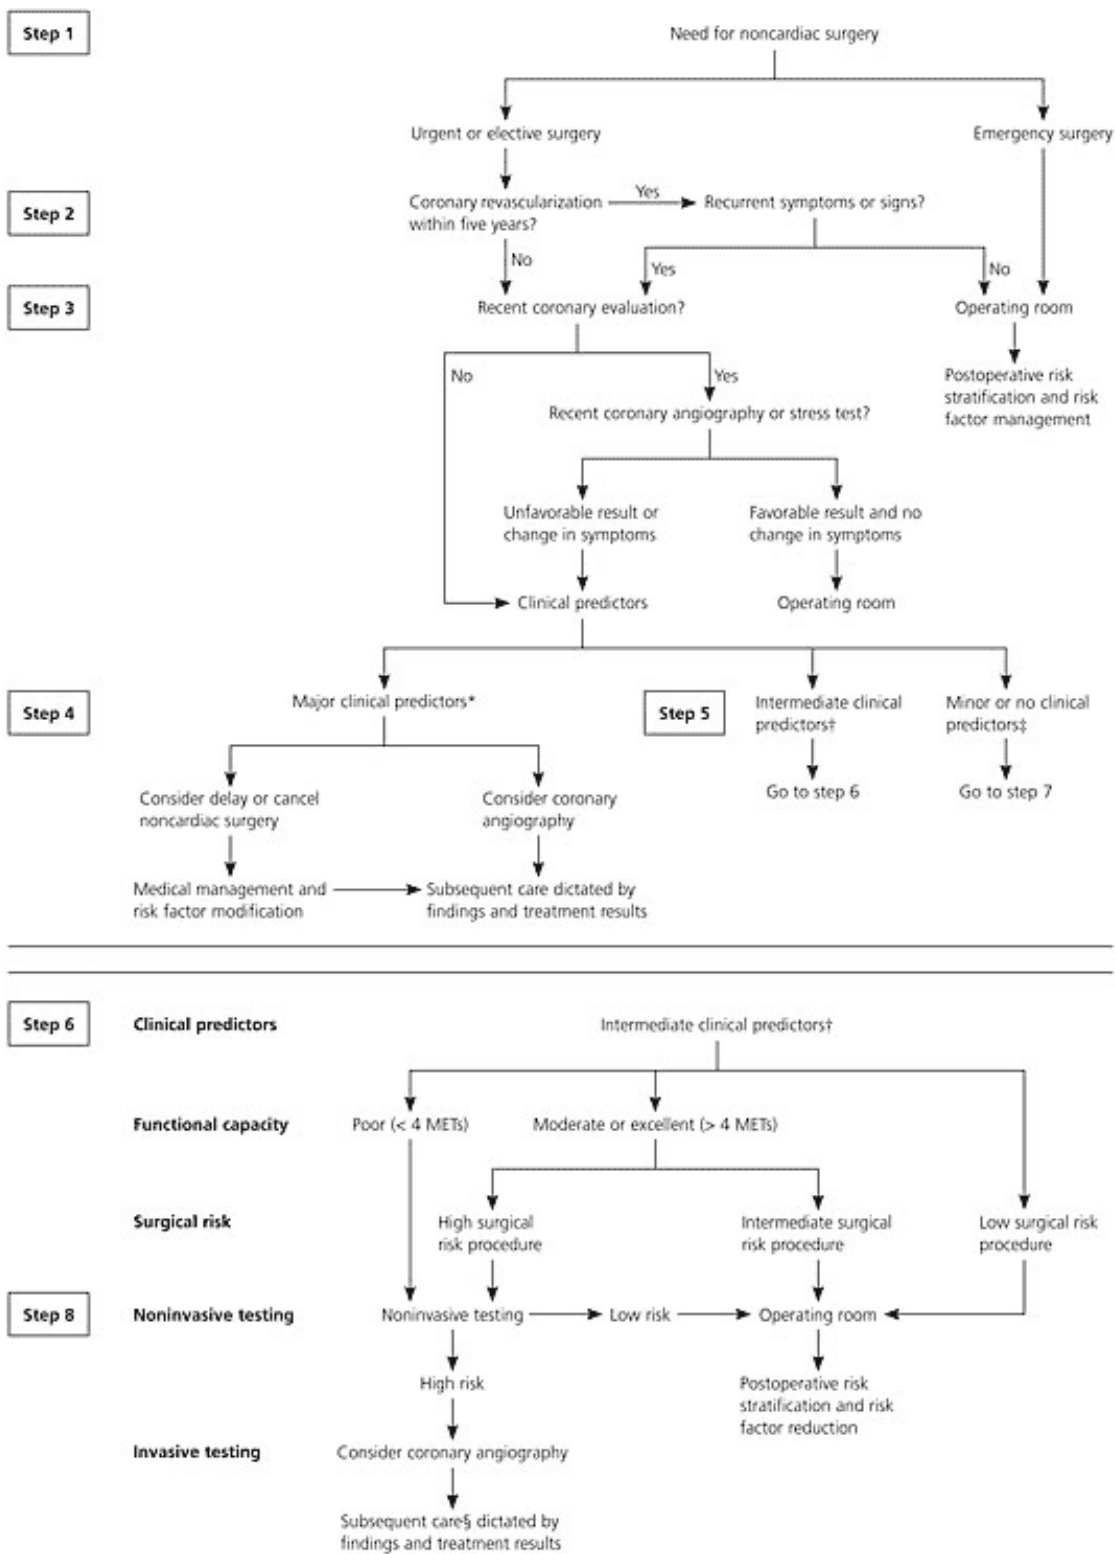 Step 1
Need for noncardiac surgery
Urgent or elective surgery
Emergency surgery
Step 2
Coronary revascularization
within five years?
Yes
Recurrent symptoms or signs?
No
Yes
No
Step 3
Recent coronary evaluation?
Operating room
No
Yes
Postoperative risk
stratification and risk
factor management
Recent coronary angiography or stress test?
Unfavorable result or
change in symptoms
Favorable result and no
change in symptoms
Clinical predictors
Operating room
Step 4
Major clinical predictors*
Step 5
Intermediate clinical
predictors†
Minor or no clinical
predictors‡
Go to step 6
Go to step 7
Consider delay or cancel
noncardiac surgery
Consider coronary
angiography
Medical management and
risk factor modification
Subsequent care dictated by
findings and treatment results
Step 6
Clinical predictors
Intermediate clinical predictors†
Functional capacity
Poor (< 4 METs)
Moderate or excellent (> 4 METs)
Surgical risk
High surgical
risk procedure
Intermediate surgical
risk procedure
Low surgical risk
procedure
Step 8
Noninvasive testing
Noninvasive testing
Low risk
Operating room
High risk
Postoperative risk
stratification and risk
factor reduction
Invasive testing
Consider coronary angiography
Subsequent care§ dictated by
findings and treatment results